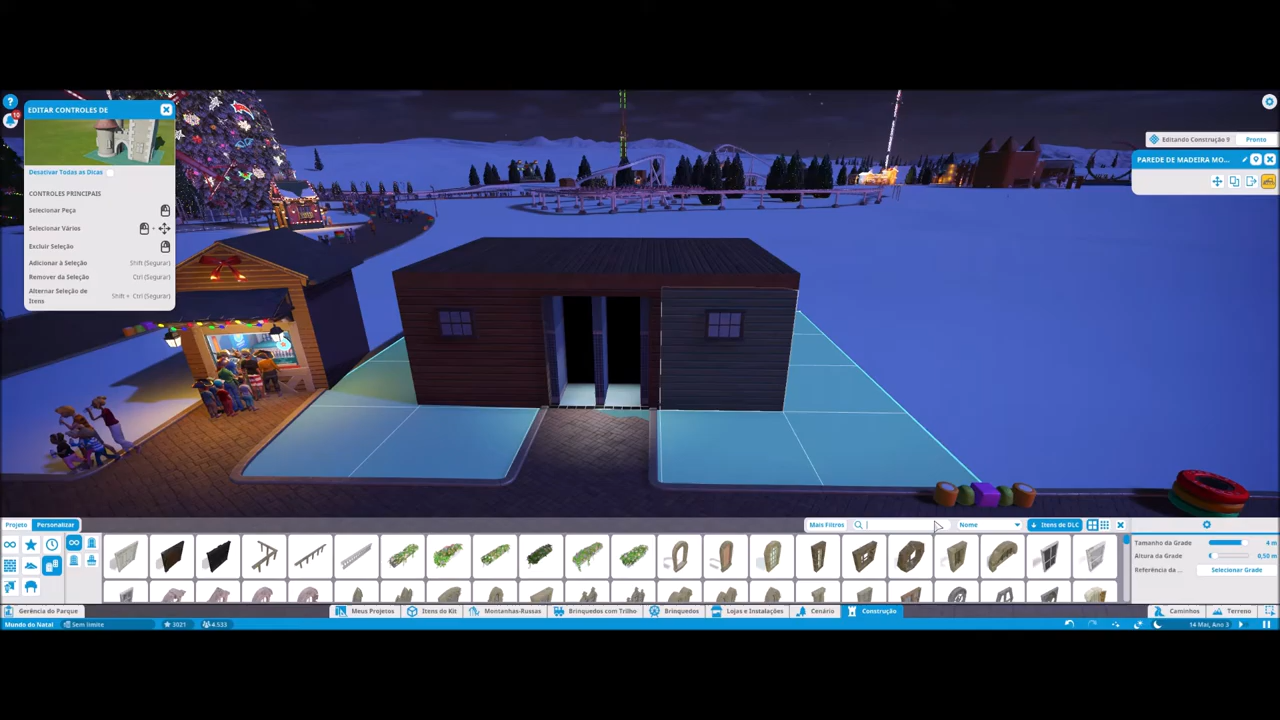 ?
10
EDITAR CONTROLES DE
Desativar Todas as Dicas
CONTROLES PRINCIPAIS
Selecionar Peça
Selecionar Vários
Excluir Seleção
Adicionar à Seleção Shift (Segurar)
Remover da Seleção Ctrl (Segurar)
Alternar Seleção de Itens Shift + Ctrl (Segurar)
Editando Construção 9 Pronto
PAREDE DE MADEIRA MO...
Projeto Personalizar
Mais Filtros Nome Itens de DLC
Tamanho da Grade 4 m
Altura da Grade 0,50 m
Referência da ... Selecionar Grade
Gerência do Parque Meus Projetos Itens do Kit Montanhas-Russas Brinquedos com Trilho Brinquedos Lojas e Instalações Cenário Construção Caminhos Terreno
Mundo do Natal Sem limite 3021 4.533 14 Mai, Ano 3